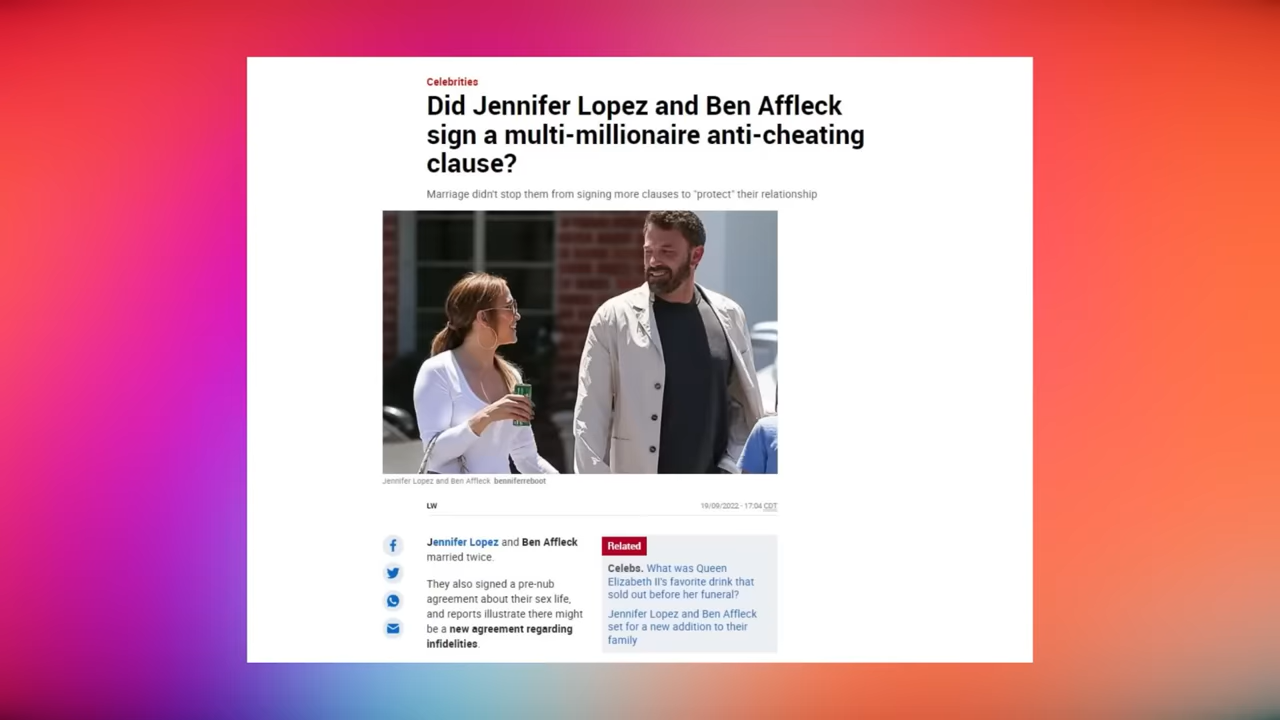 Celebrities
Did Jennifer Lopez and Ben Affleck
sign a multi-millionaire anti-cheating
clause?
Marriage didn't stop them from signing more clauses to "protect" their relationship
Jennifer Lopez and Ben Affleck benniferreboot
LW
19/09/2022 - 17:04 CDT
Jennifer Lopez and Ben Affleck
married twice.
They also signed a pre-nub
agreement about their sex life,
and reports illustrate there might
be a new agreement regarding
infidelities.
Related
Celebs. What was Queen
Elizabeth II's favorite drink that
sold out before her funeral?
Jennifer Lopez and Ben Affleck
set for a new addition to their
family